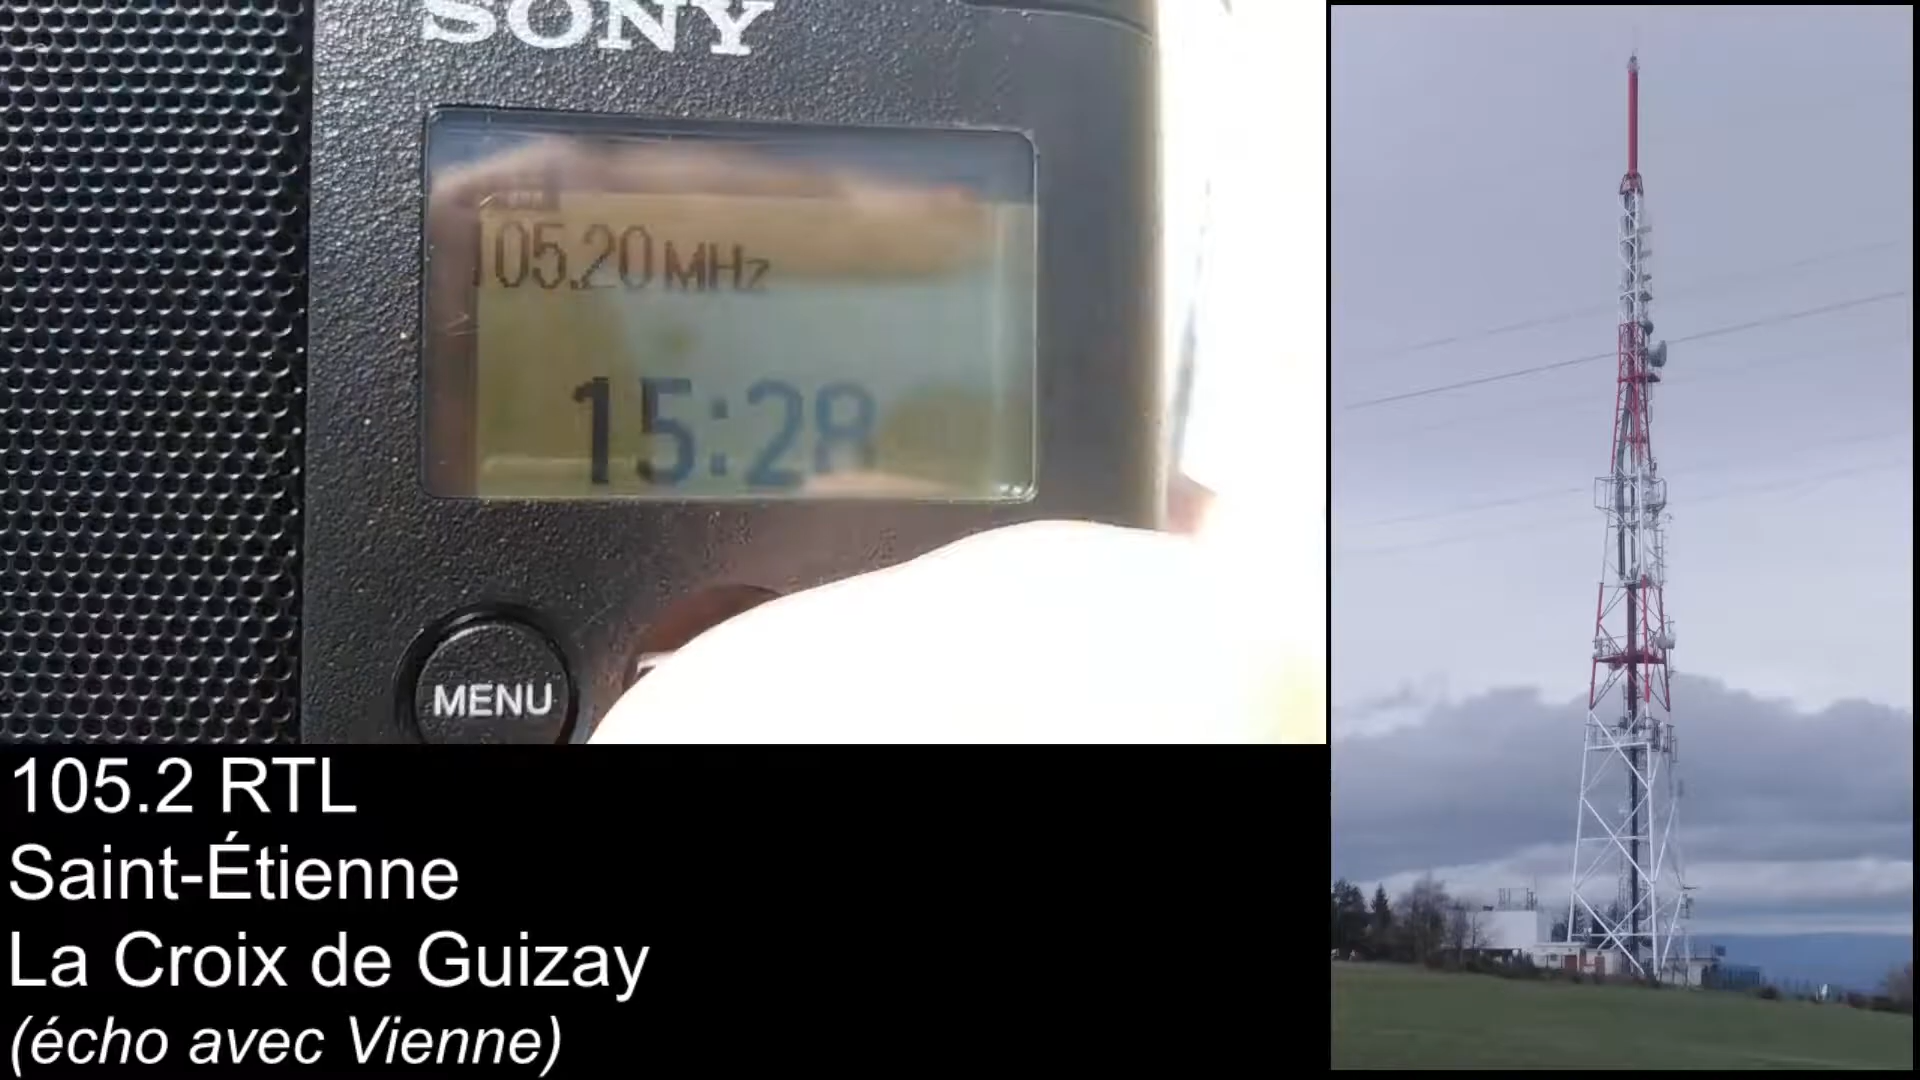 SONY
105.20 MHz
15:28
MENU
105.2 RTL
Saint-Étienne
La Croix de Guizay
(écho avec Vienne)